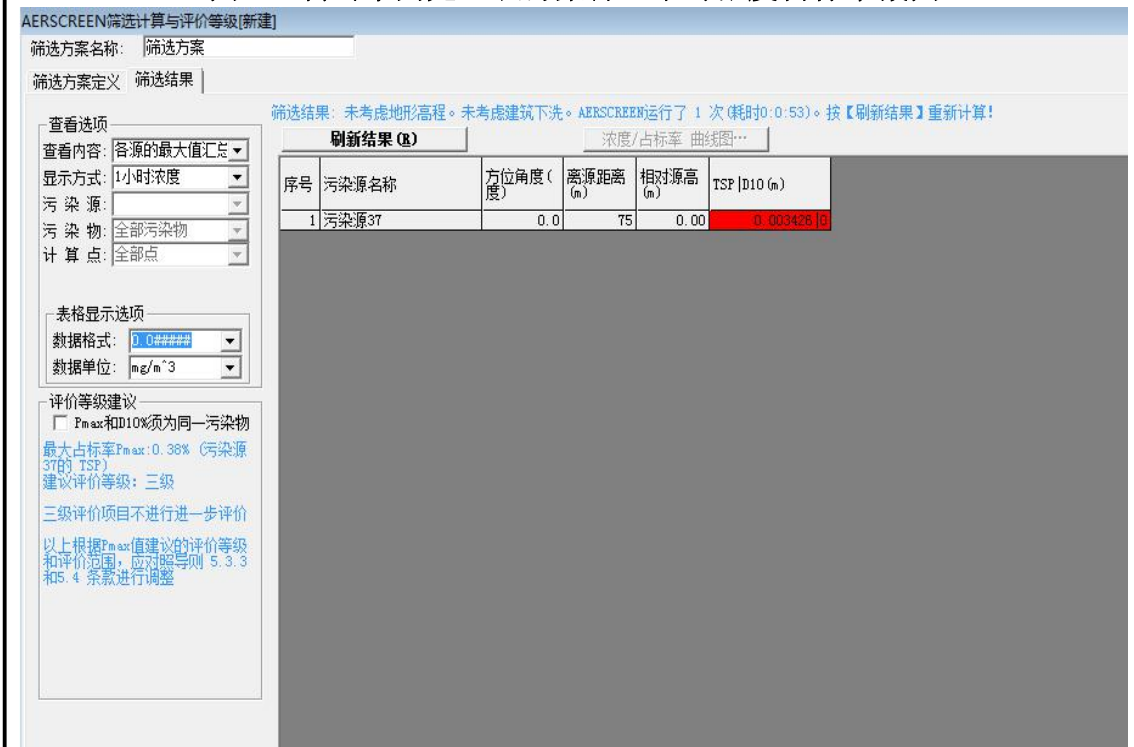 AERSCREEN筛选计算与评价等级[新建]
筛选方案名称: 筛选方案
筛选方案定义 筛选结果
筛选结果: 未考虑地形高程。未考虑建筑下洗。AERSCREEN运行了 1 次(耗时0:0:53)。按【刷新结果】重新计算!
查看选项
查看内容: 各源的最大值汇总
显示方式: 1小时浓度
污 染 源:
污 染 物: 全部污染物
计 算 点: 全部点
刷新结果(R) 浓度/占标率 曲线图…
序号 污染源名称 方位角度(度) 离源距离(m) 相对源高(m) TSP|D10(m)
1 污染源37 0.0 75 0.00 0.003428|0
表格显示选项
数据格式: 0.0#####
数据单位: mg/m^3
评价等级建议
Pmax和D10%须为同一污染物
最大占标率Pmax:0.38% (污染源
37的 TSP)
建议评价等级: 三级
三级评价项目不进行进一步评价
以上根据Pmax值建议的评价等级
和评价范围,应对照导则 5.3.3
和5.4 条款进行调整